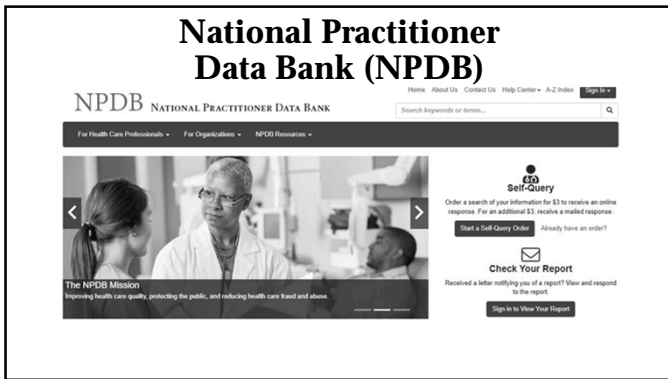 National Practitioner
Data Bank (NPDB)
Home About Us Contact Us Help Center A-Z Index Sign In
NPDB NATIONAL PRACTITIONER DATA BANK
Search keywords or terms...
For Health Care Professionals For Organizations NPDB Resources
Self-Query
Order a search of your information for $3 to receive an online
response. For an additional $3, receive a mailed response.
Start a Self-Query Order Already have an order?
Check Your Report
Received a letter notifying you of a report? View and respond
to the report.
Sign in to View Your Report
The NPDB Mission
Improving health care quality, protecting the public, and reducing health care fraud and abuse.